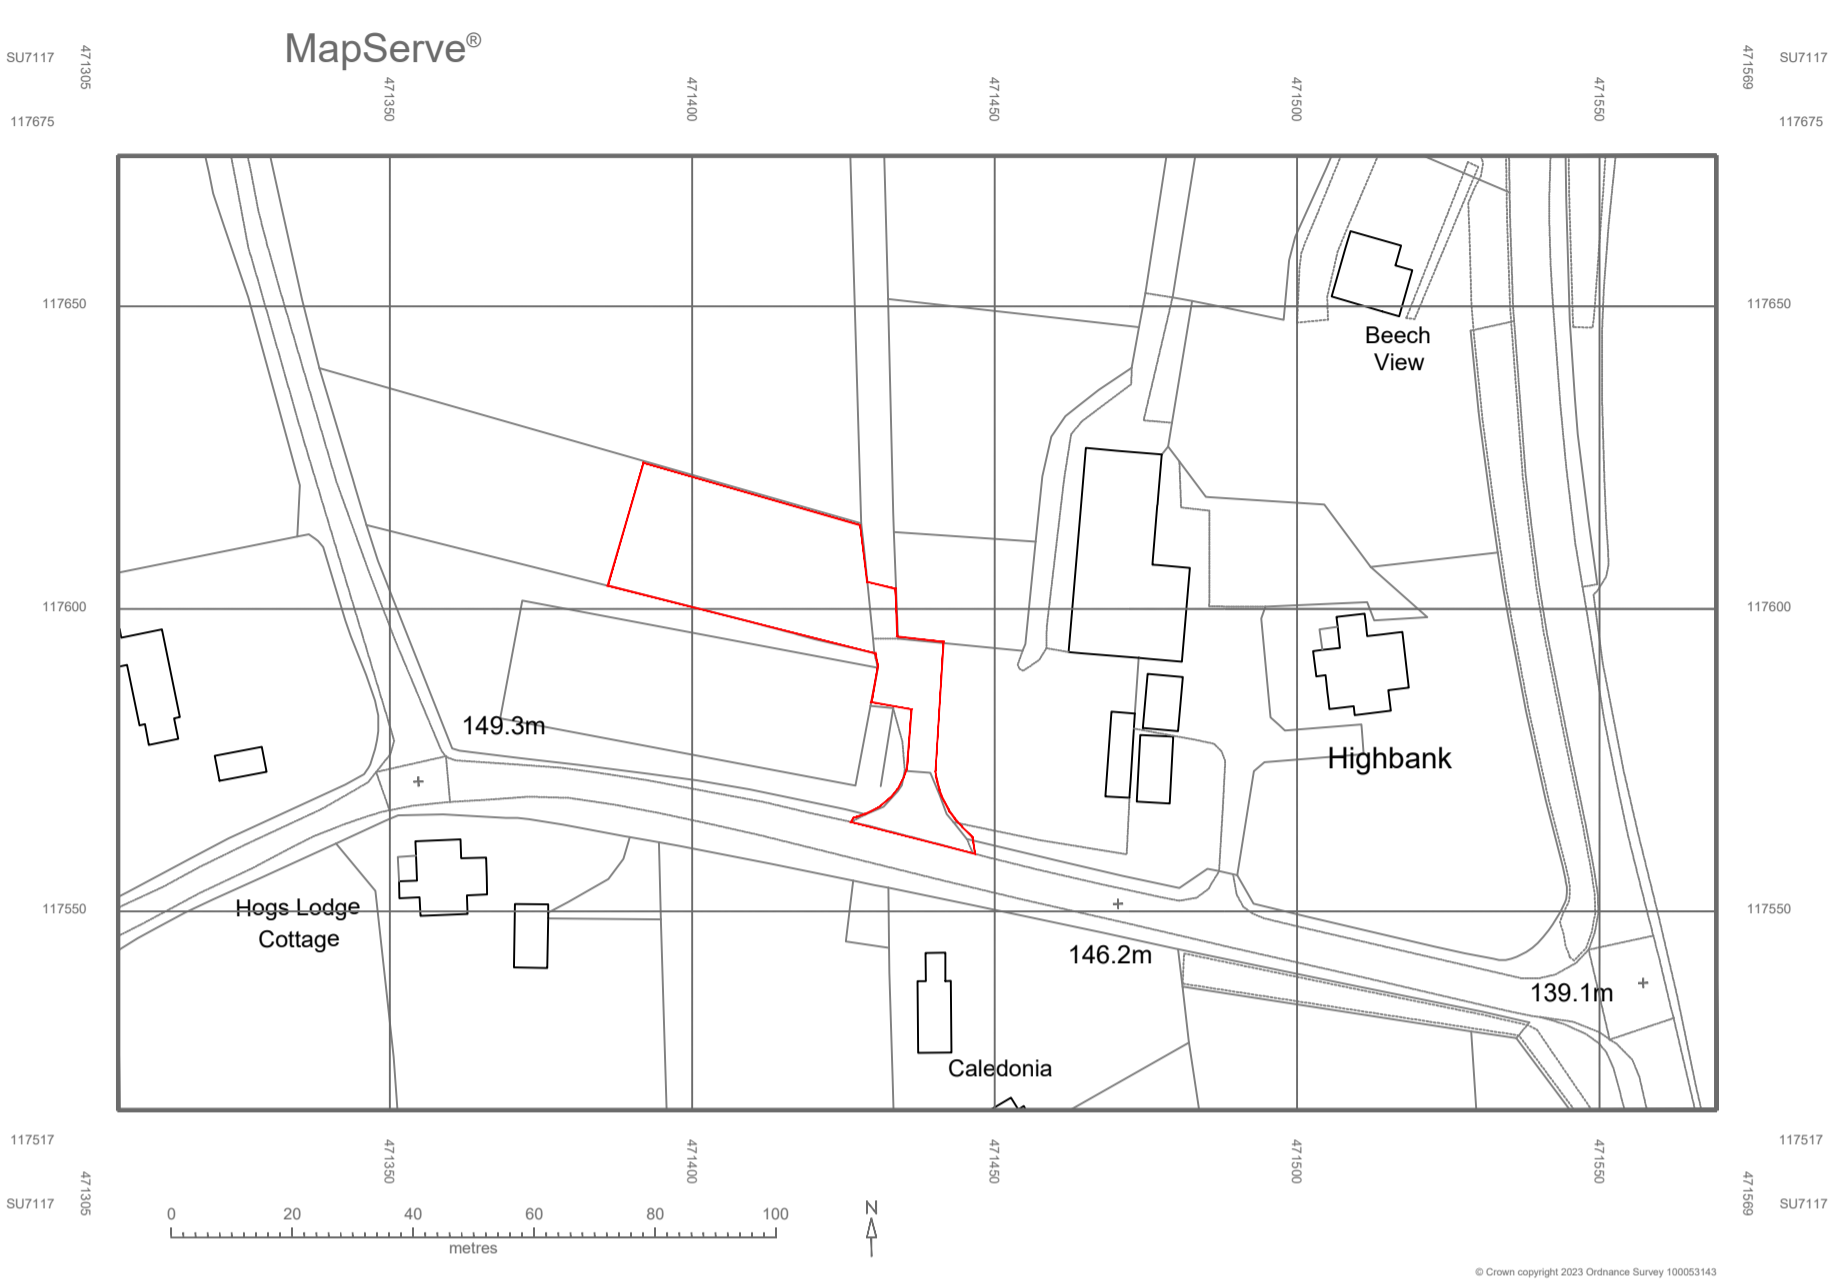 MapServe®
SU7117
471305
471569
SU7117
471350
471400
471450
471500
471550
117675
117675
117650
117650
Beech
View
117600
117600
149.3m
Highbank
117550
Hogs Lodge
Cottage
117550
146.2m
139.1m
Caledonia
117517
117517
471350
471400
471450
471500
471550
SU7117
471305
471569
SU7117
0 20 40 60 80 100
metres
N
© Crown copyright 2023 Ordnance Survey 100053143